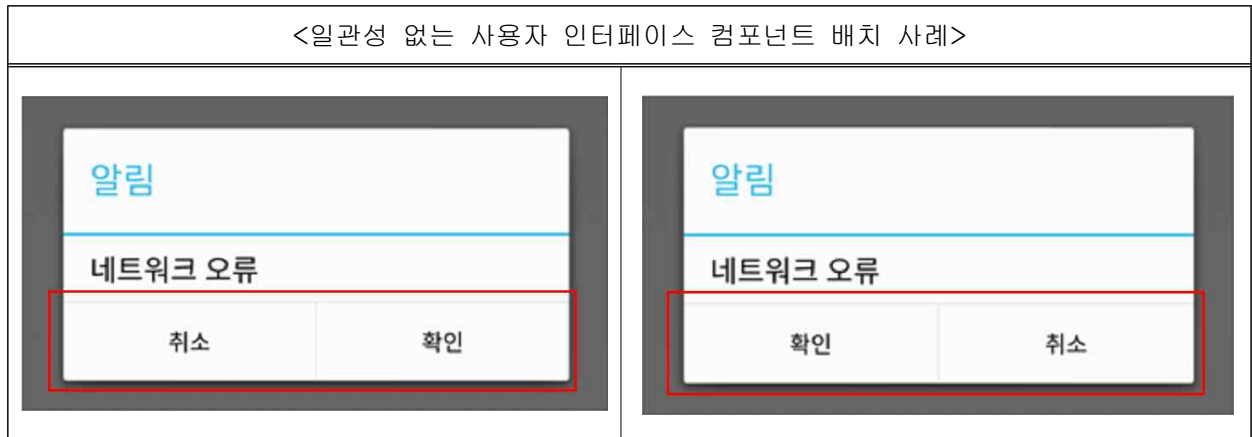 <일관성 없는 사용자 인터페이스 컴포넌트 배치 사례>
알림
네트워크 오류
취소 확인
알림
네트워크 오류
확인 취소